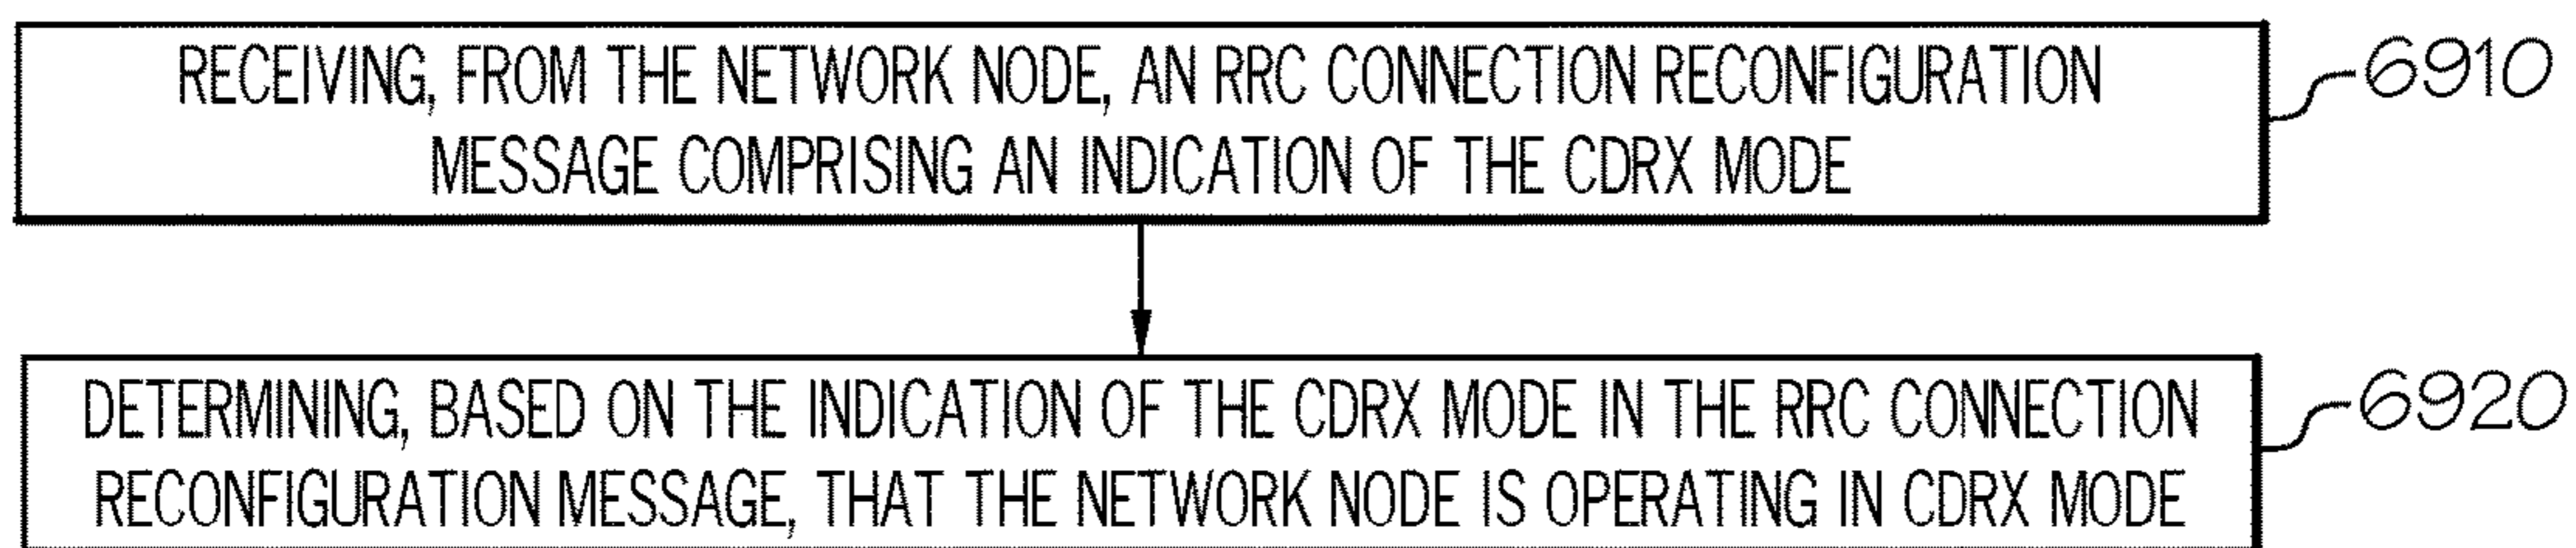 RECEIVING, FROM THE NETWORK NODE, AN RRC CONNECTION RECONFIGURATION
MESSAGE COMPRISING AN INDICATION OF THE CDRX MODE
6910
DETERMINING, BASED ON THE INDICATION OF THE CDRX MODE IN THE RRC CONNECTION
RECONFIGURATION MESSAGE, THAT THE NETWORK NODE IS OPERATING IN CDRX MODE
6920